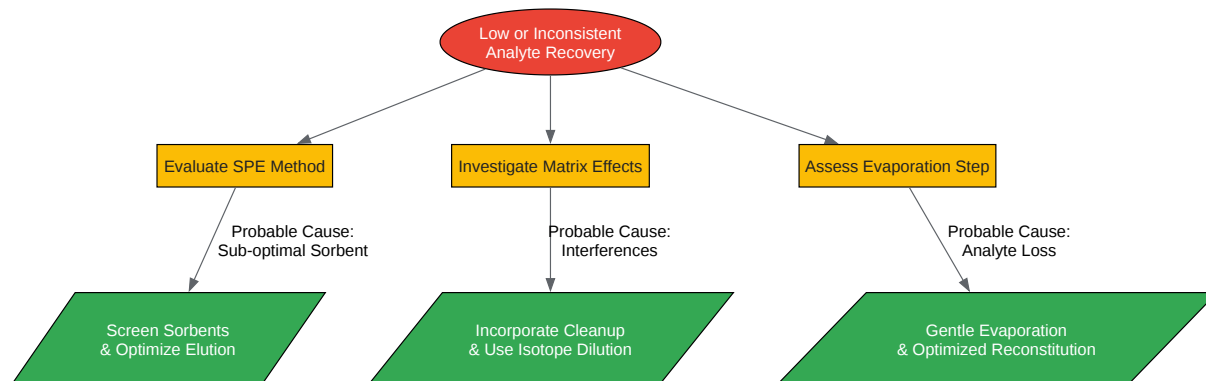 Low or Inconsistent
Analyte Recovery
Evaluate SPE Method
Investigate Matrix Effects
Assess Evaporation Step
Probable Cause:
Sub-optimal Sorbent
Probable Cause:
Interferences
Probable Cause:
Analyte Loss
Screen Sorbents
& Optimize Elution
Incorporate Cleanup
& Use Isotope Dilution
Gentle Evaporation
& Optimized Reconstitution